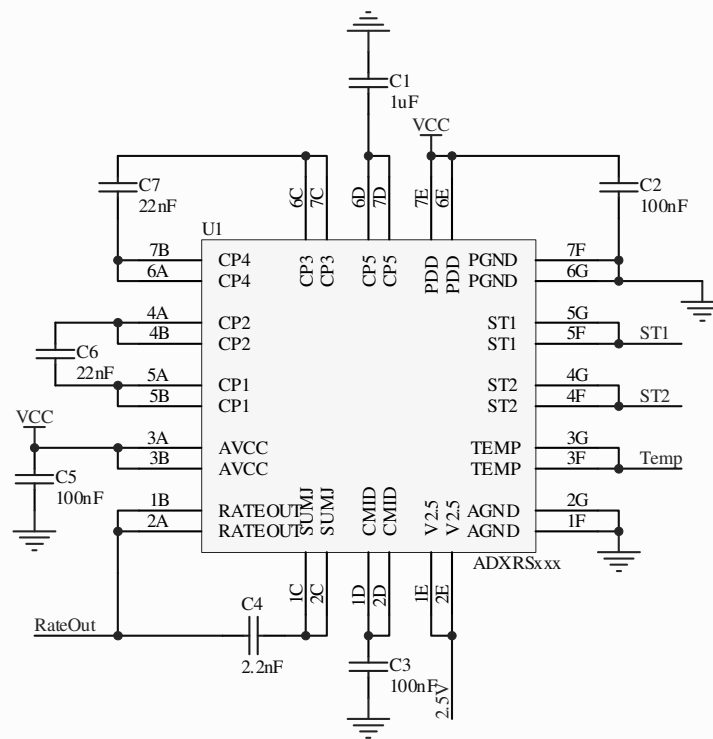 C1
1uF
VCC
C7
22nF
6C
7C
6D
7D
7E
6E
C2
100nF
U1
7B
CP4
6A
CP4
CP3
CP3
CP5
CP5
PDD
PDD
PGND
7F
PGND
6G
4A
CP2
4B
CP2
ST1
5G
ST1
5F
ST1
C6
22nF
5A
CP1
5B
CP1
ST2
4G
ST2
4F
ST2
VCC
3A
AVCC
3B
AVCC
TEMP
3G
TEMP
3F
Temp
C5
100nF
1B
RATEOUT
2A
RATEOUT
SUMJ
SUMJ
CMID
CMID
V2.5
V2.5
AGND
2G
AGND
1F
ADXRSxxx
1C
2C
1D
2D
1E
2E
RateOut
C4
2.2nF
C3
100nF
2.5V